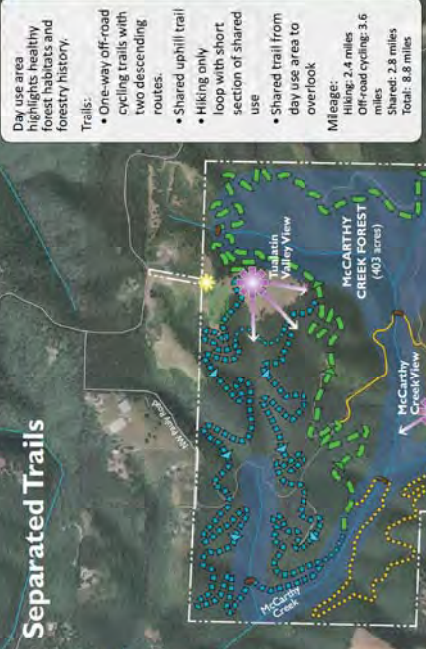 Separated Trails
Day use area
highlights healthy
forest habitats and
forestry history.
Trails:
• One-way off-road
cycling trails with
two descending
routes.
• Shared uphill trail
• Hiking only
loop with short
section of shared
use
• Shared trail from
day use area to
overlook
Mileage:
Hiking: 2.4 miles
Off-road cycling: 3.6
miles
Shared: 2.8 miles
Total: 8.8 miles
Tualatin
Valley View
McCARTHY
CREEK FOREST
(403 acres)
McCarthy
Creek View
McCarthy
Creek